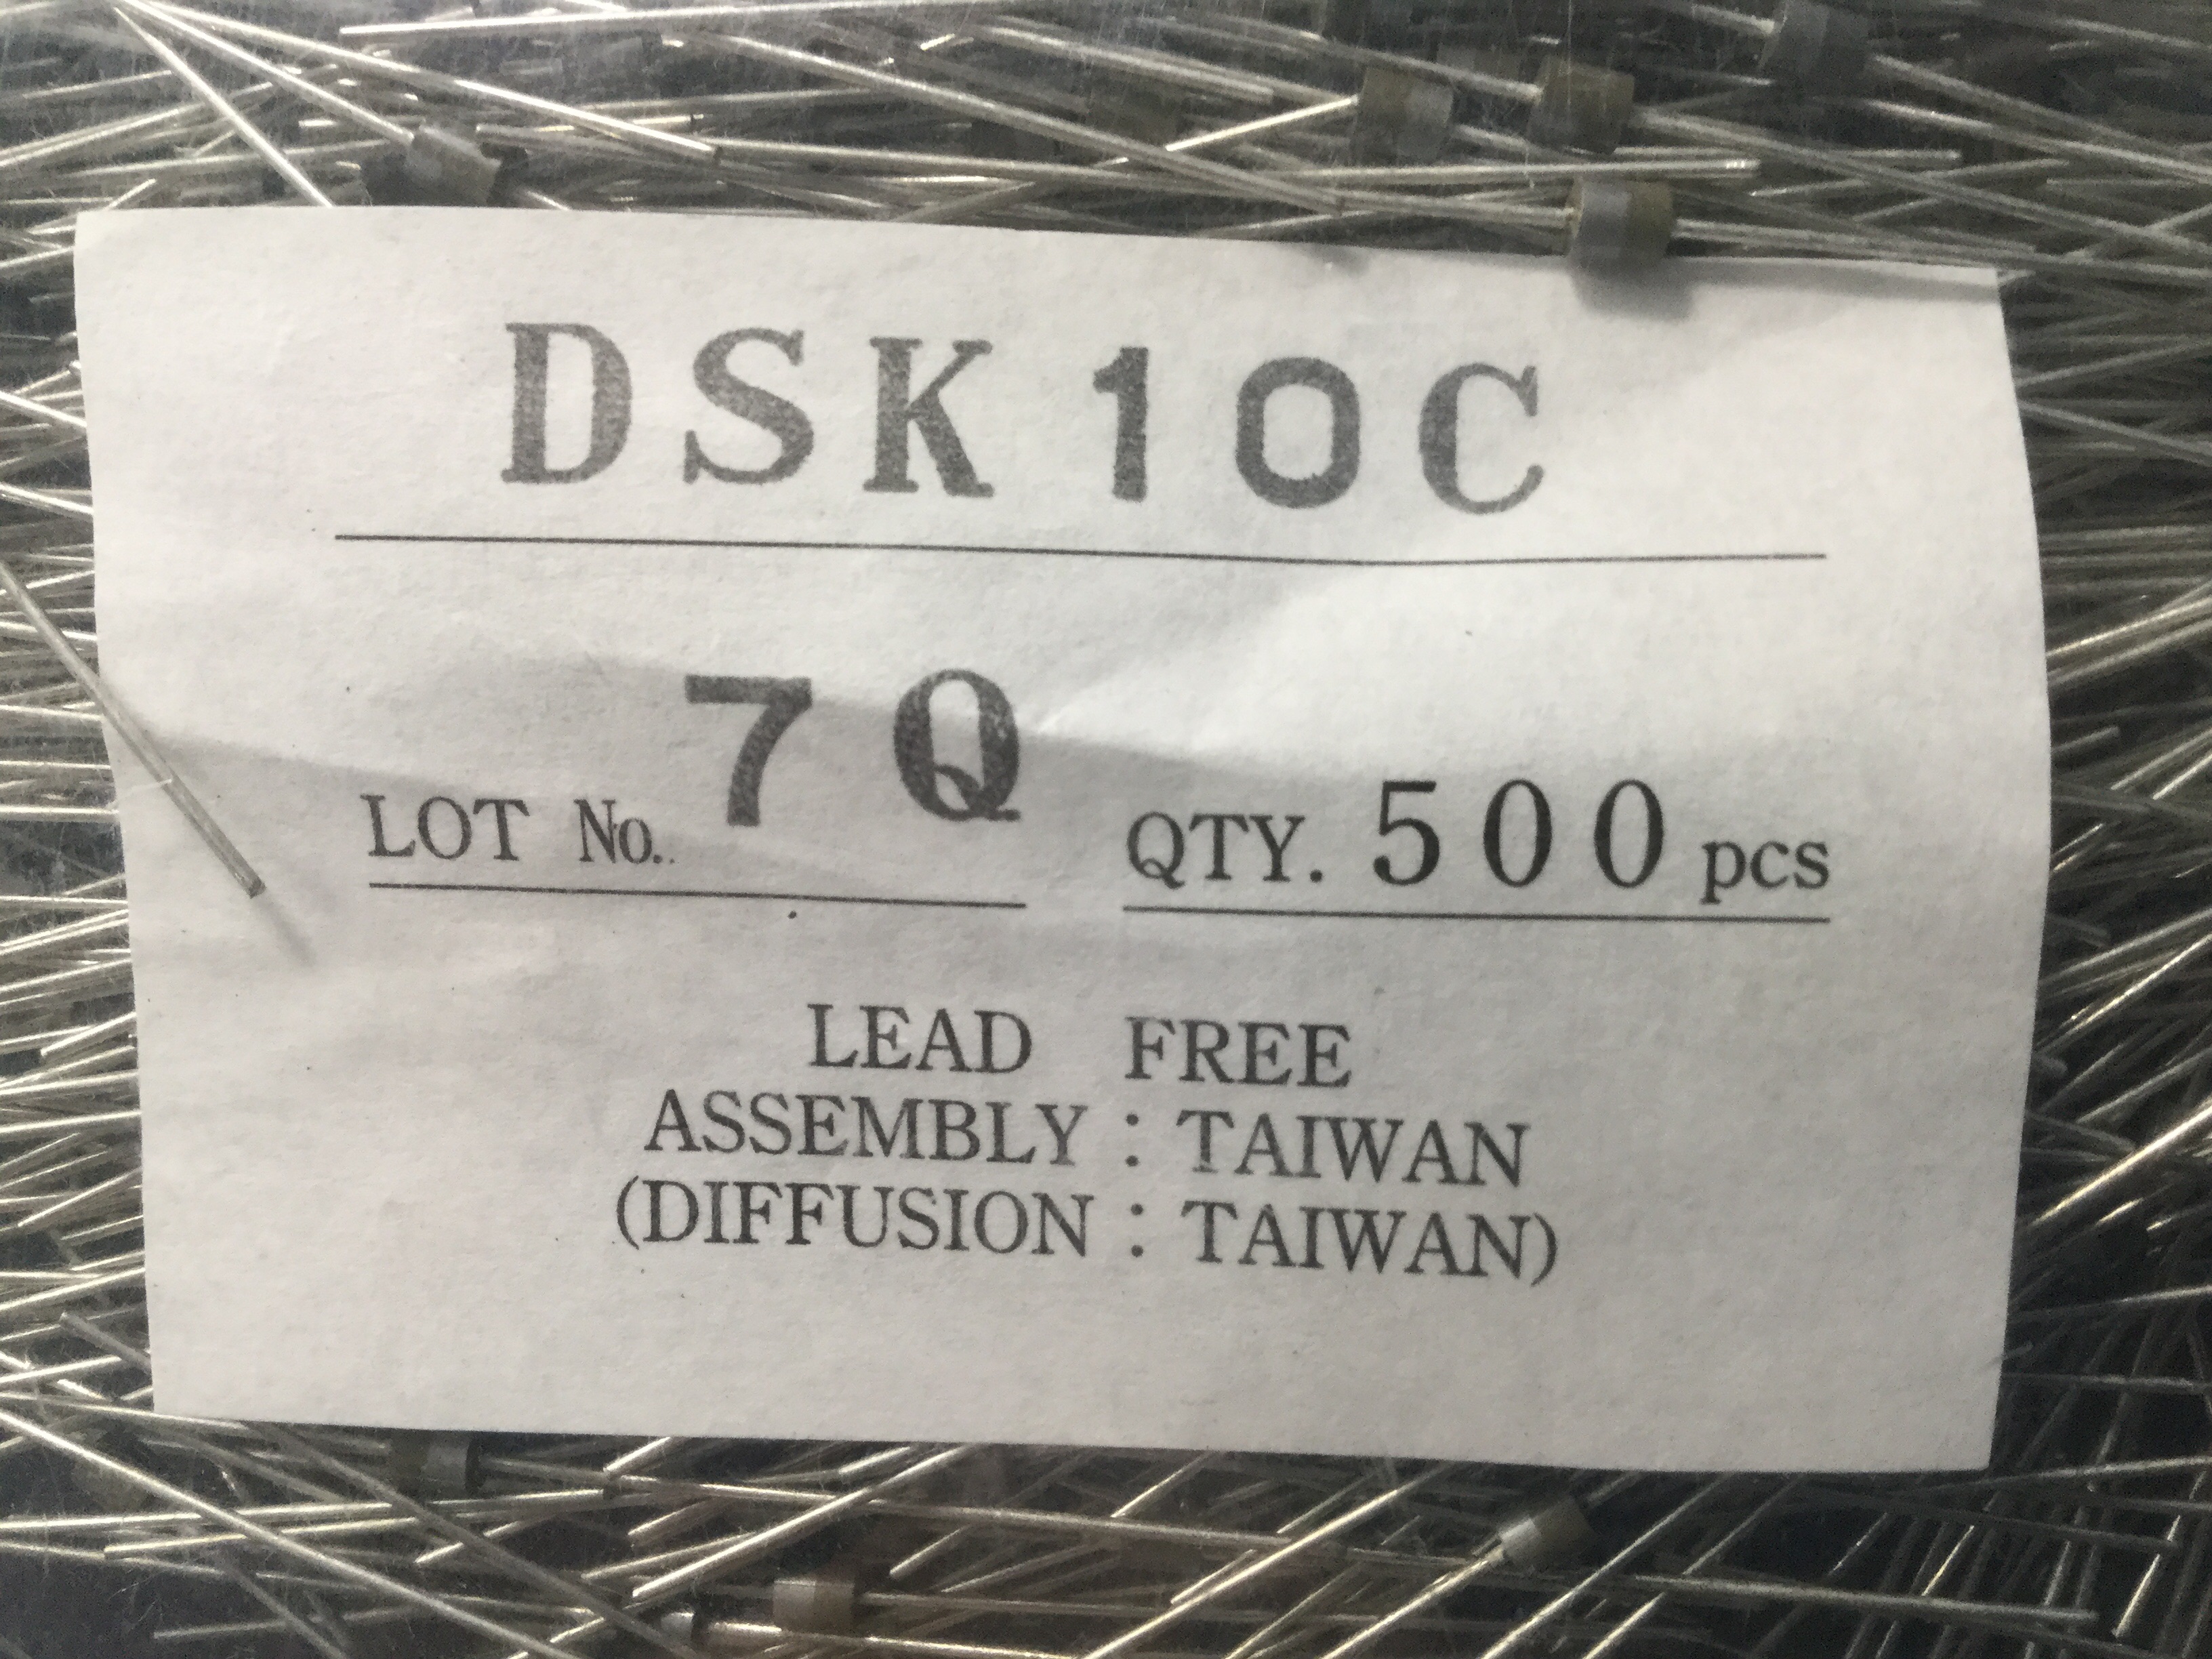 DSK10C
LOT No. 7Q QTY. 500 pcs
LEAD FREE
ASSEMBLY : TAIWAN
(DIFFUSION : TAIWAN)